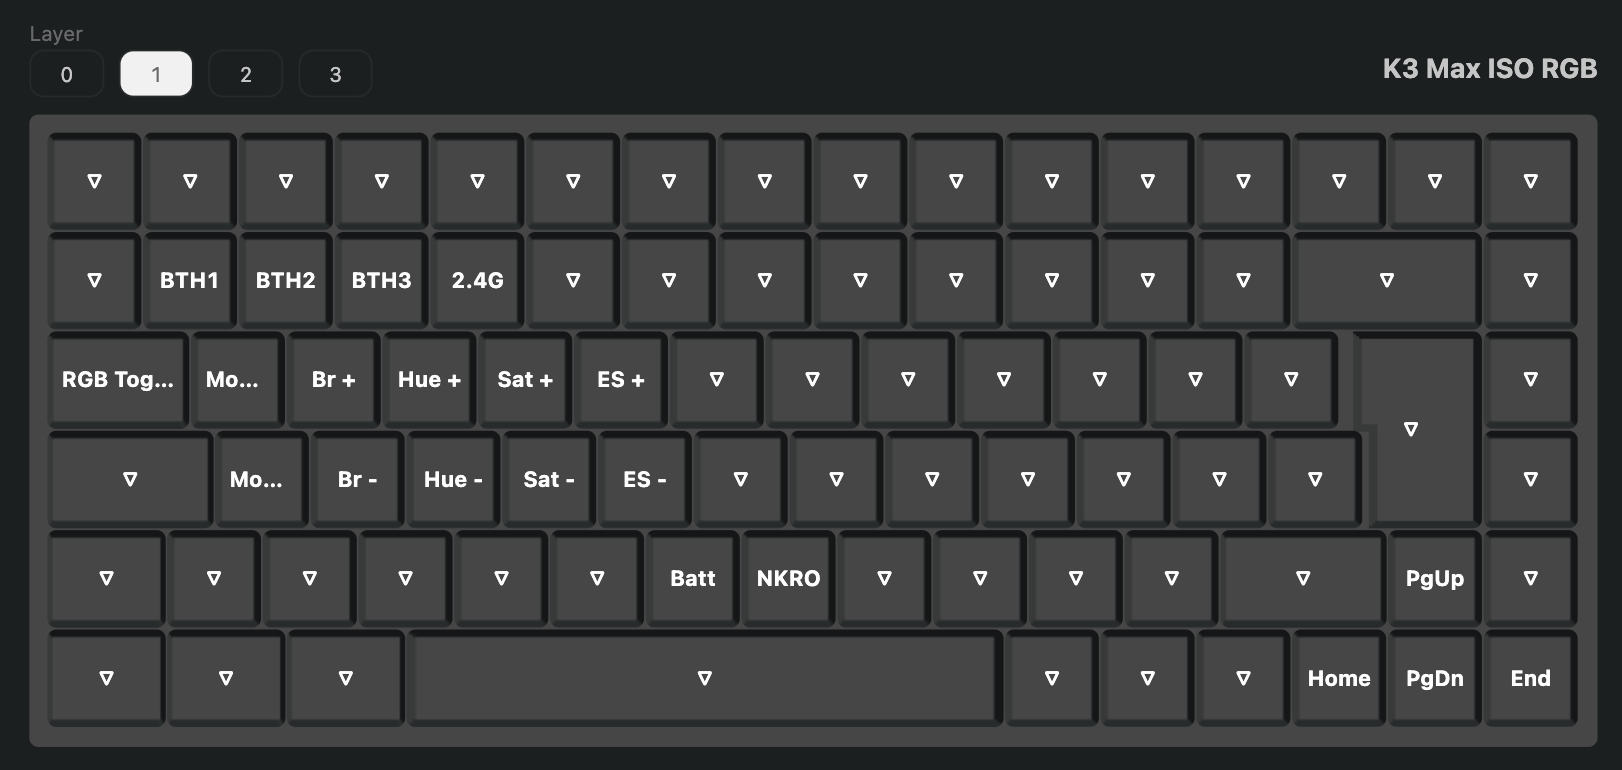 Layer
0 1 2 3
K3 Max ISO RGB
▽ ▽ ▽ ▽ ▽ ▽ ▽ ▽ ▽ ▽ ▽ ▽ ▽ ▽ ▽ ▽
▽ BTH1 BTH2 BTH3 2.4G ▽ ▽ ▽ ▽ ▽ ▽ ▽ ▽ ▽ ▽
RGB Tog... Mo... Br + Hue + Sat + ES + ▽ ▽ ▽ ▽ ▽ ▽ ▽ ▽ ▽
▽ Mo... Br - Hue - Sat - ES - ▽ ▽ ▽ ▽ ▽ ▽ ▽ ▽
▽ ▽ ▽ ▽ ▽ ▽ Batt NKRO ▽ ▽ ▽ ▽ ▽ PgUp ▽
▽ ▽ ▽ ▽ ▽ ▽ ▽ Home PgDn End